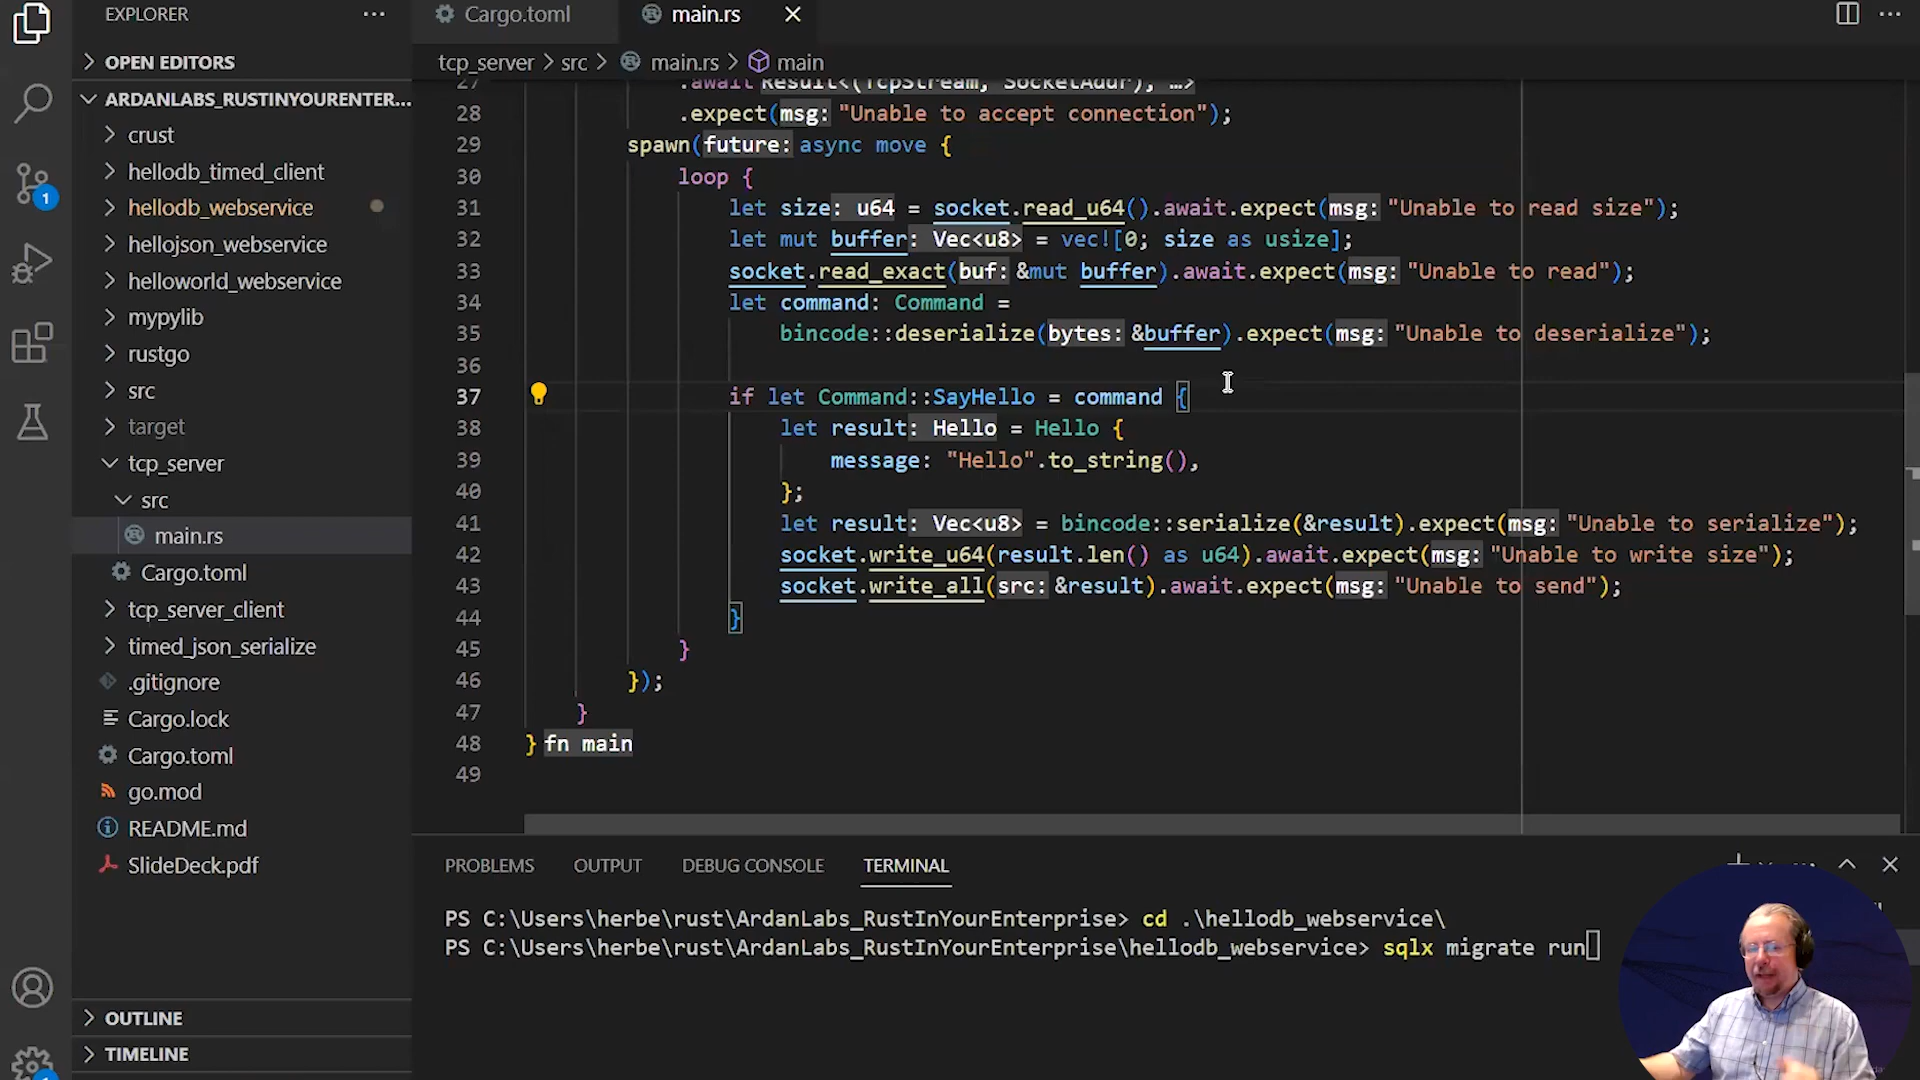 EXPLORER
OPEN EDITORS
ARDANLABS_RUSTINYOURENTER...
crust
hellodb_timed_client
hellodb_webservice
hellojson_webservice
helloworld_webservice
mypylib
rustgo
src
target
tcp_server
src
main.rs
Cargo.toml
tcp_server_client
timed_json_serialize
.gitignore
Cargo.lock
Cargo.toml
go.mod
README.md
SlideDeck.pdf
OUTLINE
TIMELINE
1
Cargo.toml
main.rs
tcp_server > src > main.rs > main
27 .await Result<(TcpStream, SocketAddr), …>
28 .expect(msg: "Unable to accept connection");
29 spawn(future: async move {
30 loop {
31 let size: u64 = socket.read_u64().await.expect(msg: "Unable to read size");
32 let mut buffer: Vec<u8> = vec![0; size as usize];
33 socket.read_exact(buf: &mut buffer).await.expect(msg: "Unable to read");
34 let command: Command =
35 bincode::deserialize(bytes: &buffer).expect(msg: "Unable to deserialize");
36
37 if let Command::SayHello = command {
38 let result: Hello = Hello {
39 message: "Hello".to_string(),
40 };
41 let result: Vec<u8> = bincode::serialize(&result).expect(msg: "Unable to serialize");
42 socket.write_u64(result.len() as u64).await.expect(msg: "Unable to write size");
43 socket.write_all(src: &result).await.expect(msg: "Unable to send");
44 }
45 }
46 });
47 }
48 } fn main
49
PROBLEMS OUTPUT DEBUG CONSOLE TERMINAL
PS C:\Users\herbe\rust\ArdanLabs_RustInYourEnterprise> cd .\hellodb_webservice\
PS C:\Users\herbe\rust\ArdanLabs_RustInYourEnterprise\hellodb_webservice> sqlx migrate run